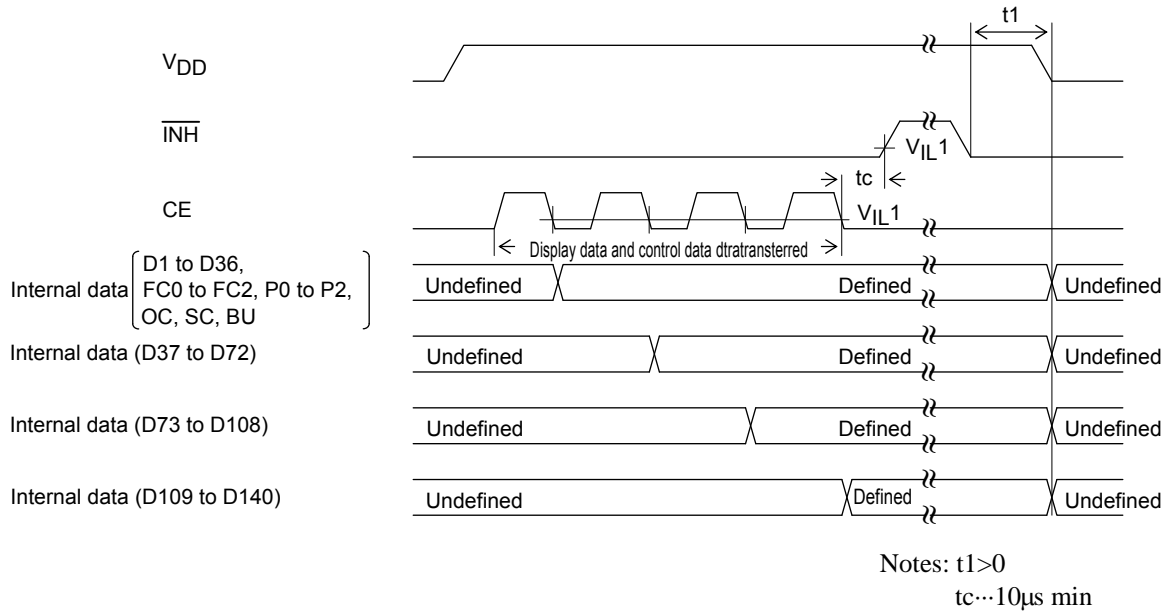 t1
VDD
INH
VIL1
tc
CE
VIL1
Display data and control data dtratransterred
D1 to D36,
Internal data FC0 to FC2, P0 to P2,
OC, SC, BU
Undefined Defined Undefined
Internal data (D37 to D72) Undefined Defined Undefined
Internal data (D73 to D108) Undefined Defined Undefined
Internal data (D109 to D140) Undefined Defined Undefined
Notes: t1>0
tc···10μs min